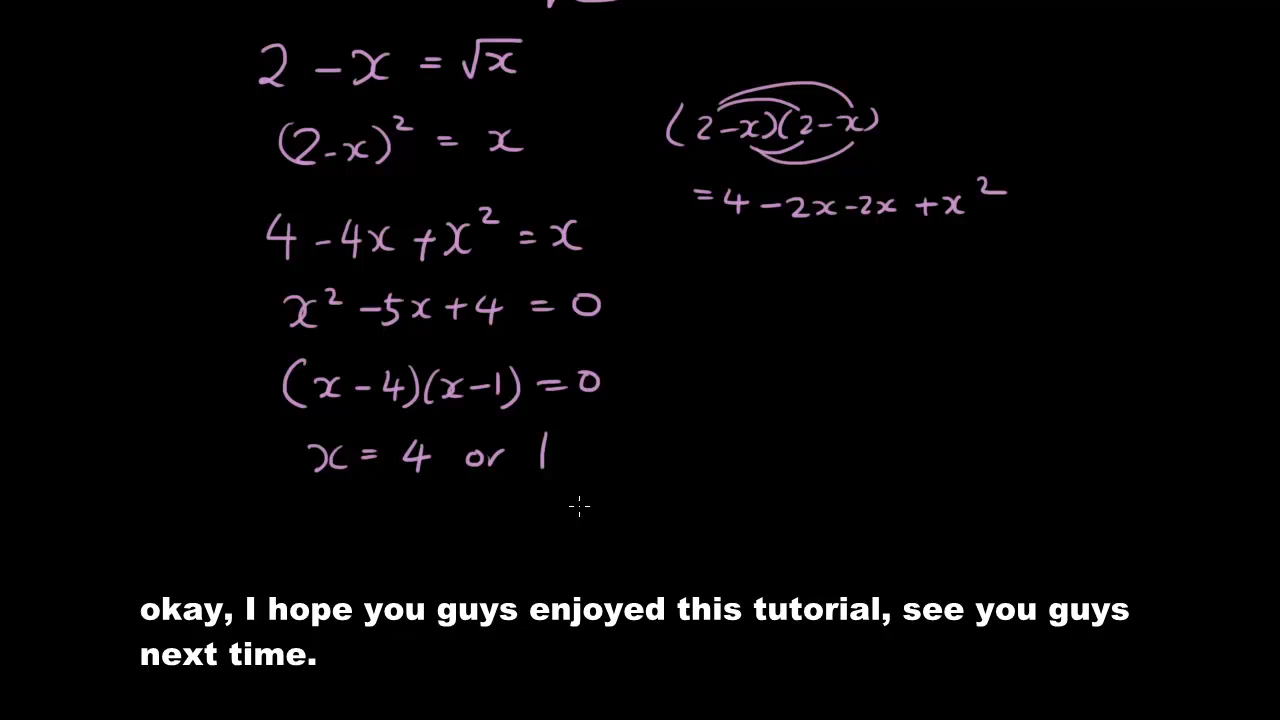 2 - x = √x
(2-x)² = x
(2-x)(2-x)
= 4 - 2x - 2x + x²
4 - 4x + x² = x
x² - 5x + 4 = 0
(x - 4)(x - 1) = 0
x = 4 or 1
okay, I hope you guys enjoyed this tutorial, see you guys
next time.